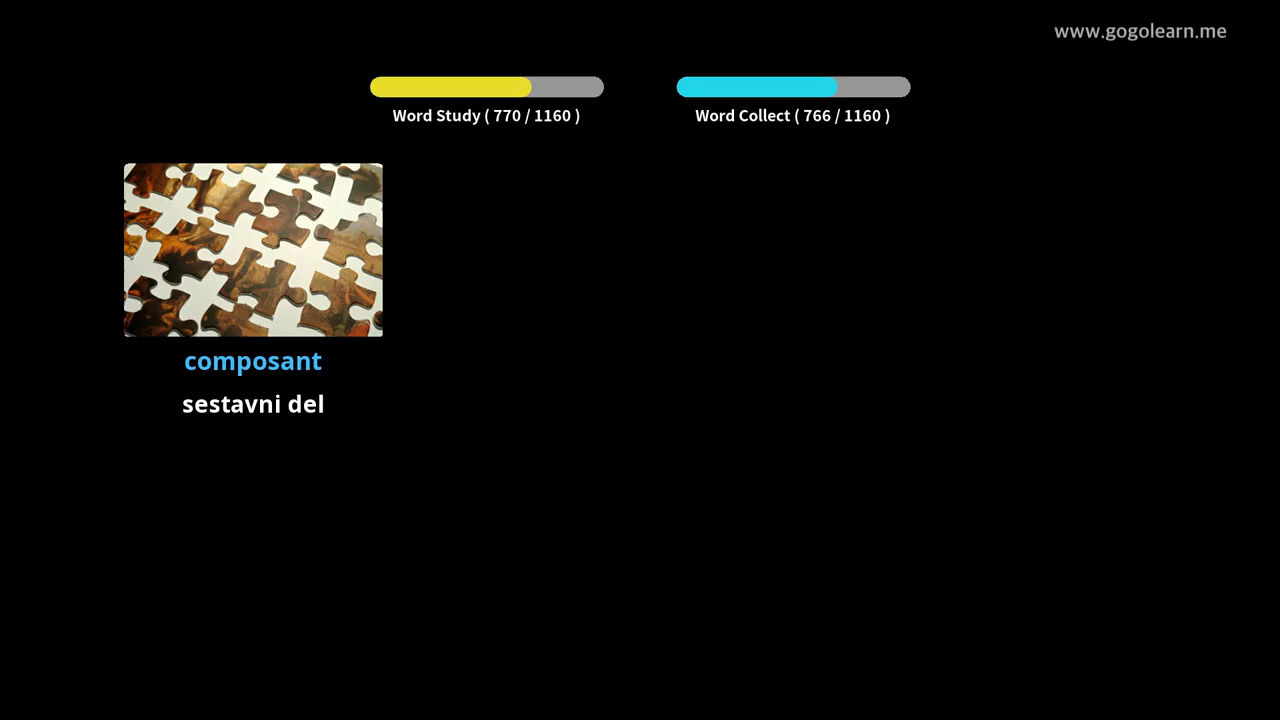 www.gogolearn.me
Word Study ( 770 / 1160 )
Word Collect ( 766 / 1160 )
composant
sestavni del